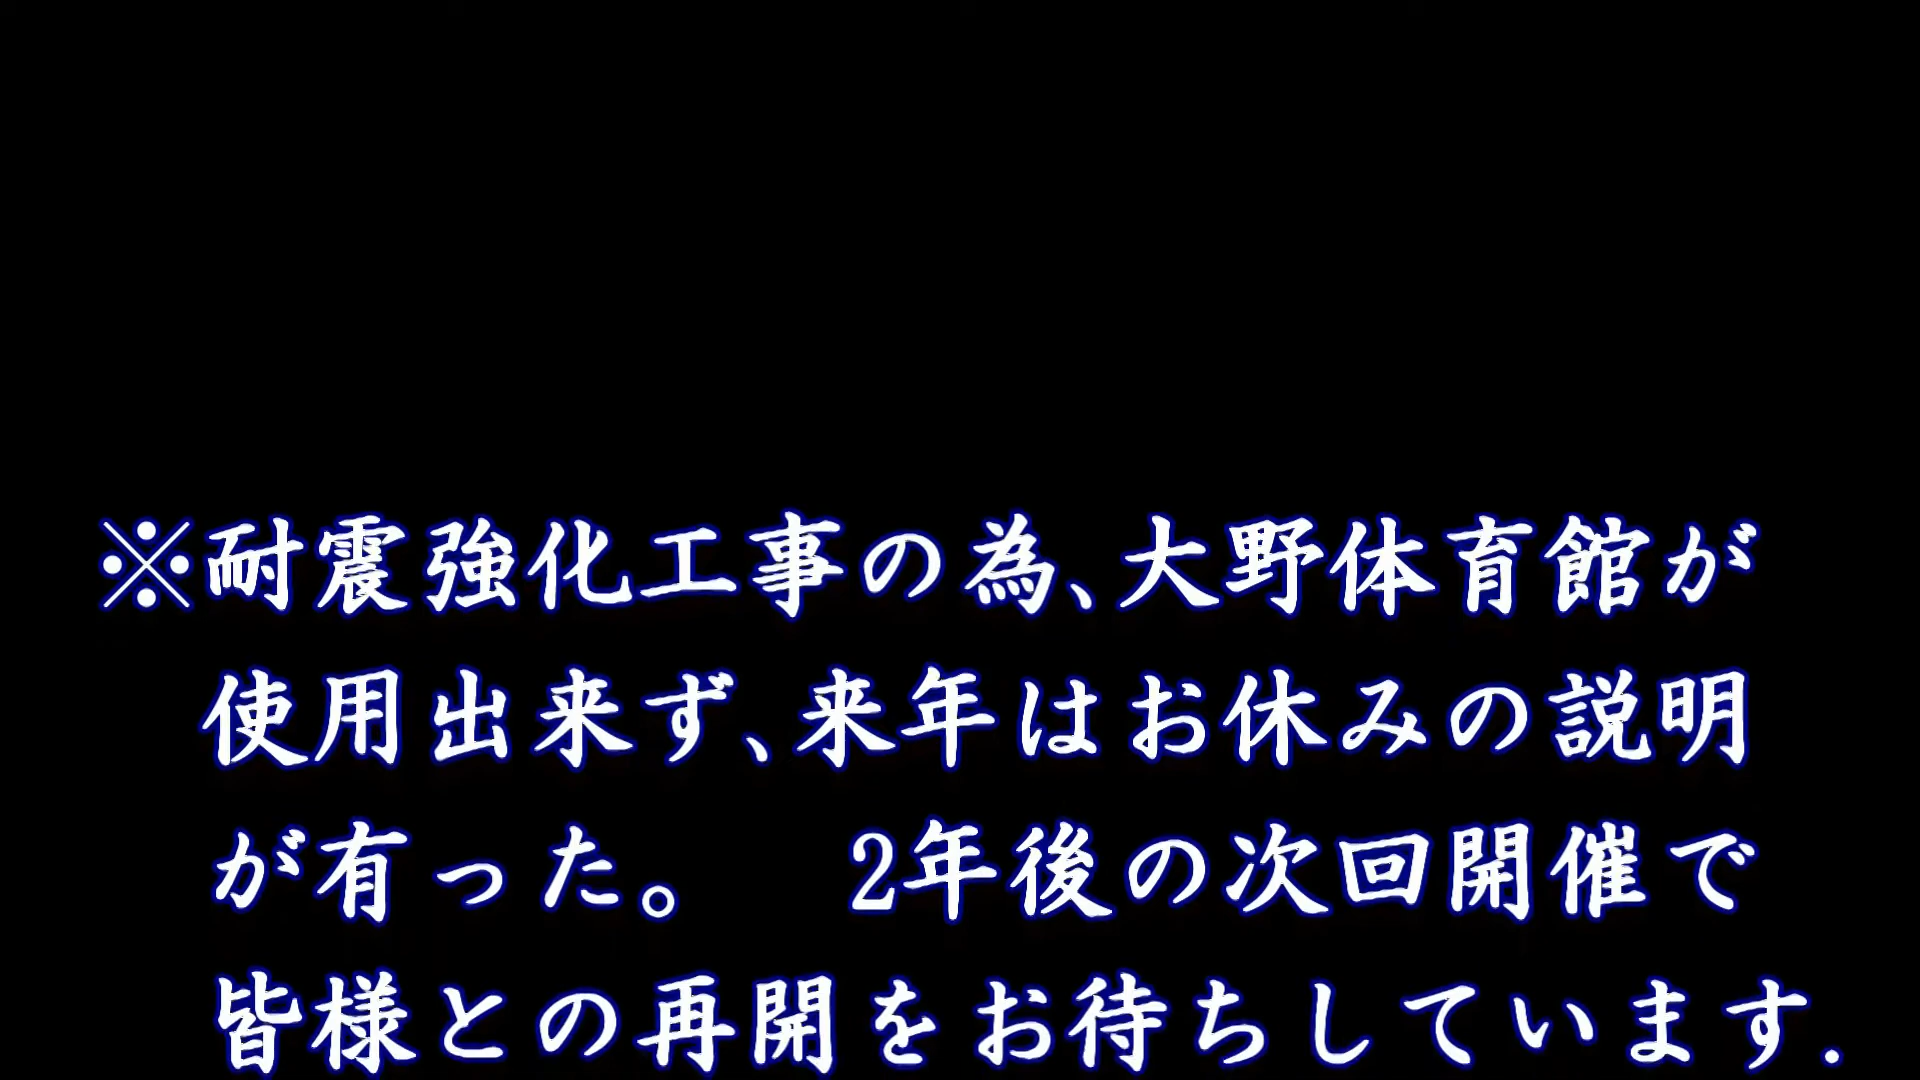 ※耐震強化工事の為、大野体育館が
使用出来ず、来年はお休みの説明
が有った。　2年後の次回開催で
皆様との再開をお待ちしています.